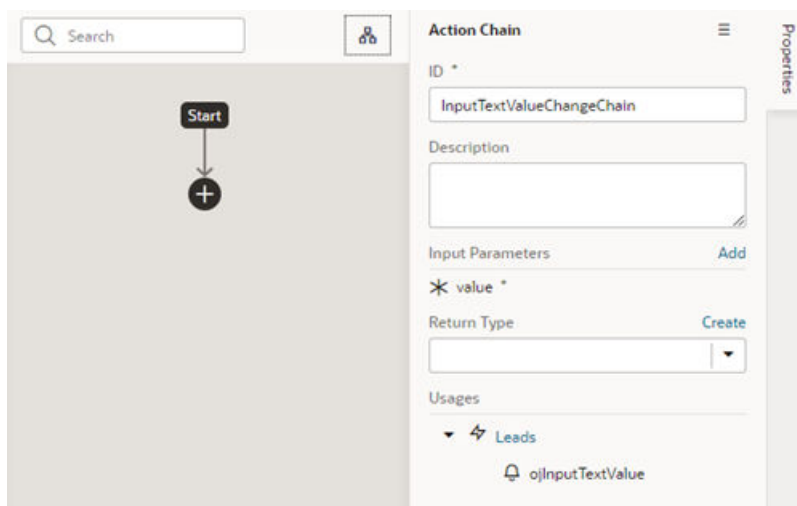 Search
Start
Action Chain
ID *
InputTextValueChangeChain
Description
Input Parameters Add
value *
Return Type Create
Usages
Leads
ojInputTextValue
Properties